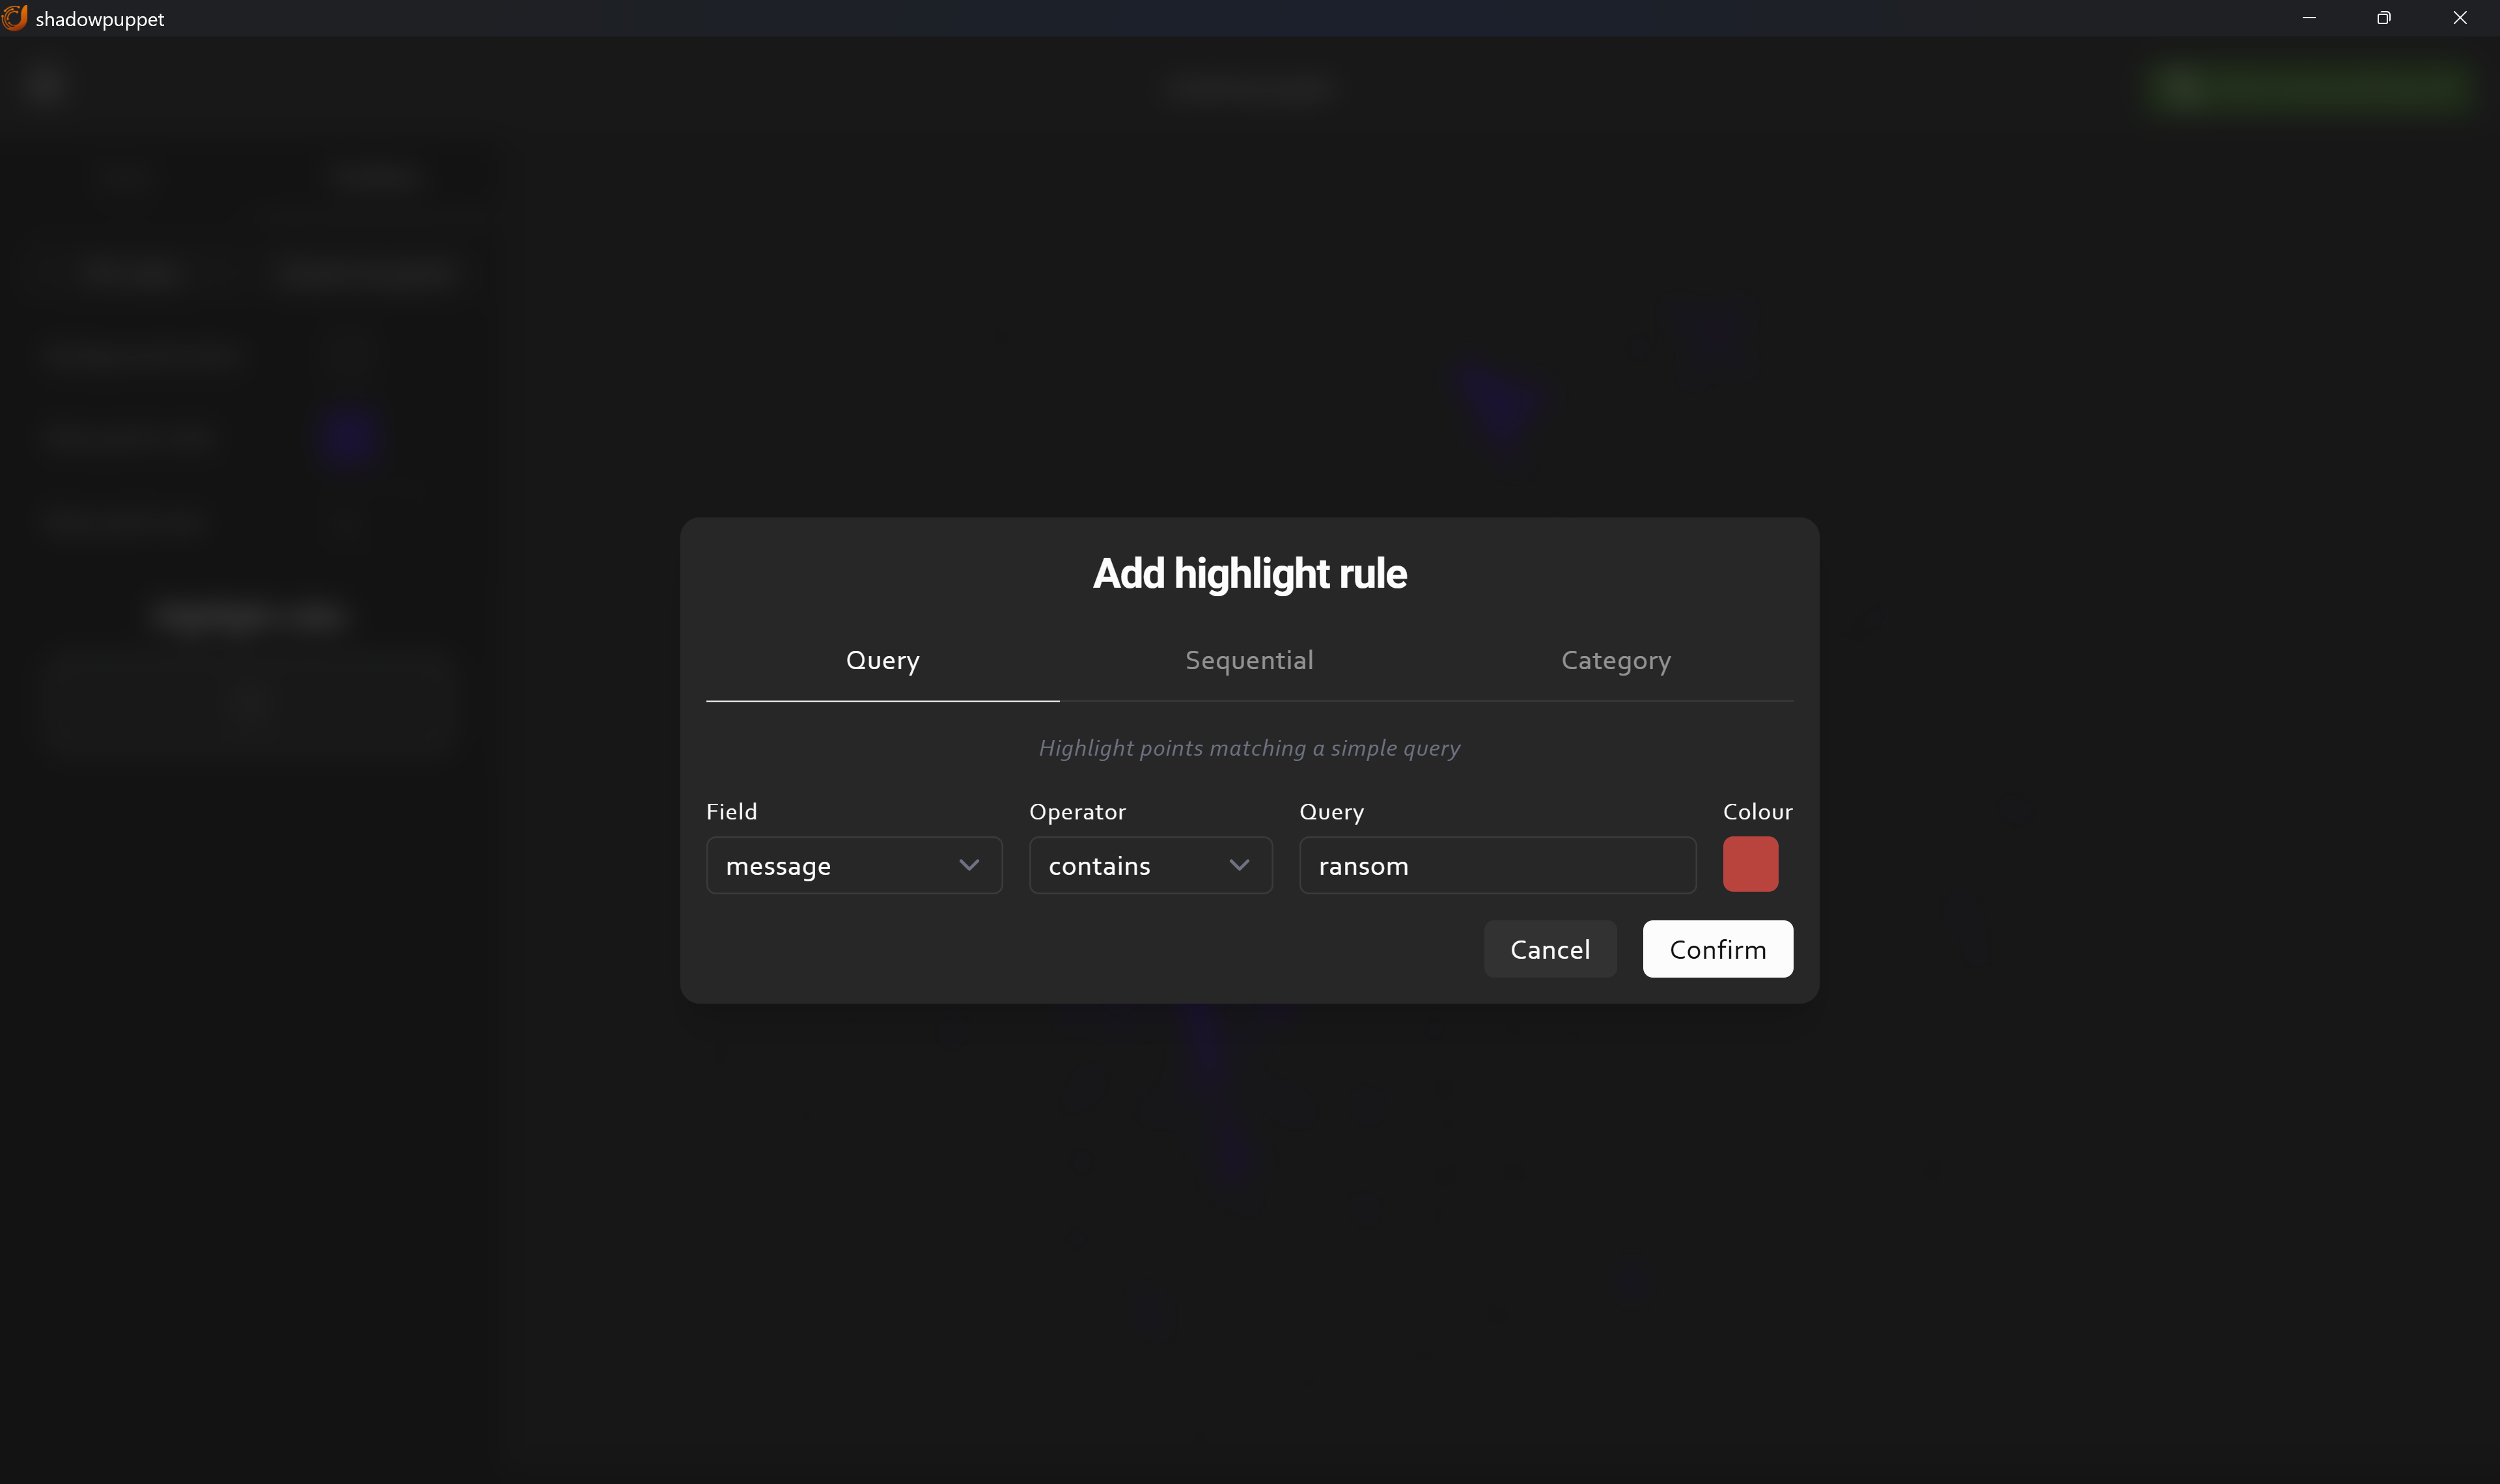 shadowpuppet
Add highlight rule
Query
Sequential
Category
Highlight points matching a simple query
Field
Operator
Query
Colour
message
contains
ransom
Cancel
Confirm